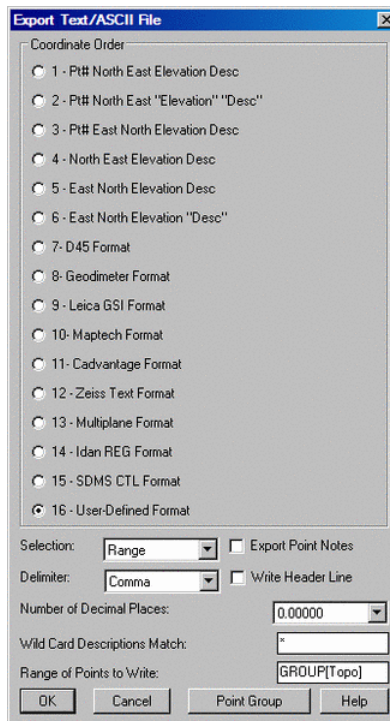 Export Text/ASCII File
Coordinate Order
1 - Pt# North East Elevation Desc
2 - Pt# North East "Elevation" "Desc"
3 - Pt# East North Elevation Desc
4 - North East Elevation Desc
5 - East North Elevation Desc
6 - East North Elevation "Desc"
7- D45 Format
8- Geodimeter Format
9 - Leica GSI Format
10- Maptech Format
11- Cadvantage Format
12 - Zeiss Text Format
13 - Multiplane Format
14 - Idan REG Format
15 - SDMS CTL Format
16 - User-Defined Format
Selection: Range Export Point Notes
Delimiter: Comma Write Header Line
Number of Decimal Places: 0.00000
Wild Card Descriptions Match: *
Range of Points to Write: GROUP[Topo]
OK Cancel Point Group Help